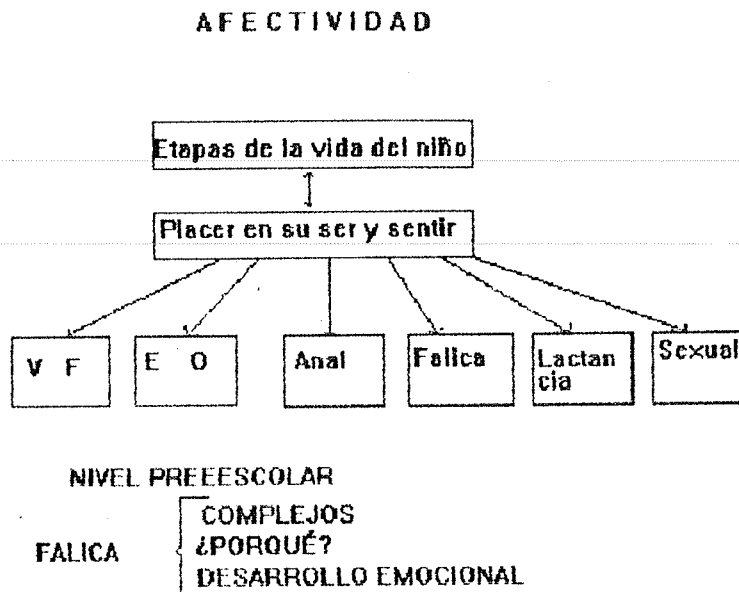 AFECTIVIDAD
Etapas de la vida del niño
Placer en su ser y sentir
V F
E O
Anal
Falica
Lactan
cia
Sexual
NIVEL PREEESCOLAR
FALICA
COMPLEJOS
¿PORQUÉ?
DESARROLLO EMOCIONAL